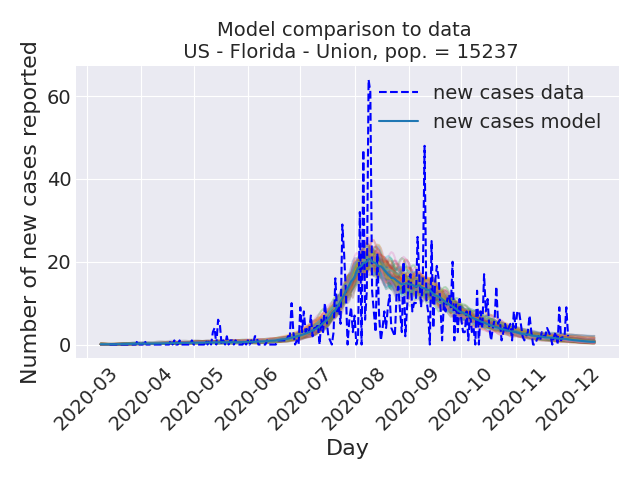 Model comparison to data
US - Florida - Union, pop. = 15237
Number of new cases reported
60
40
20
0
new cases data
new cases model
2020-03
2020-04
2020-05
2020-06
2020-07
2020-08
2020-09
2020-10
2020-11
2020-12
Day